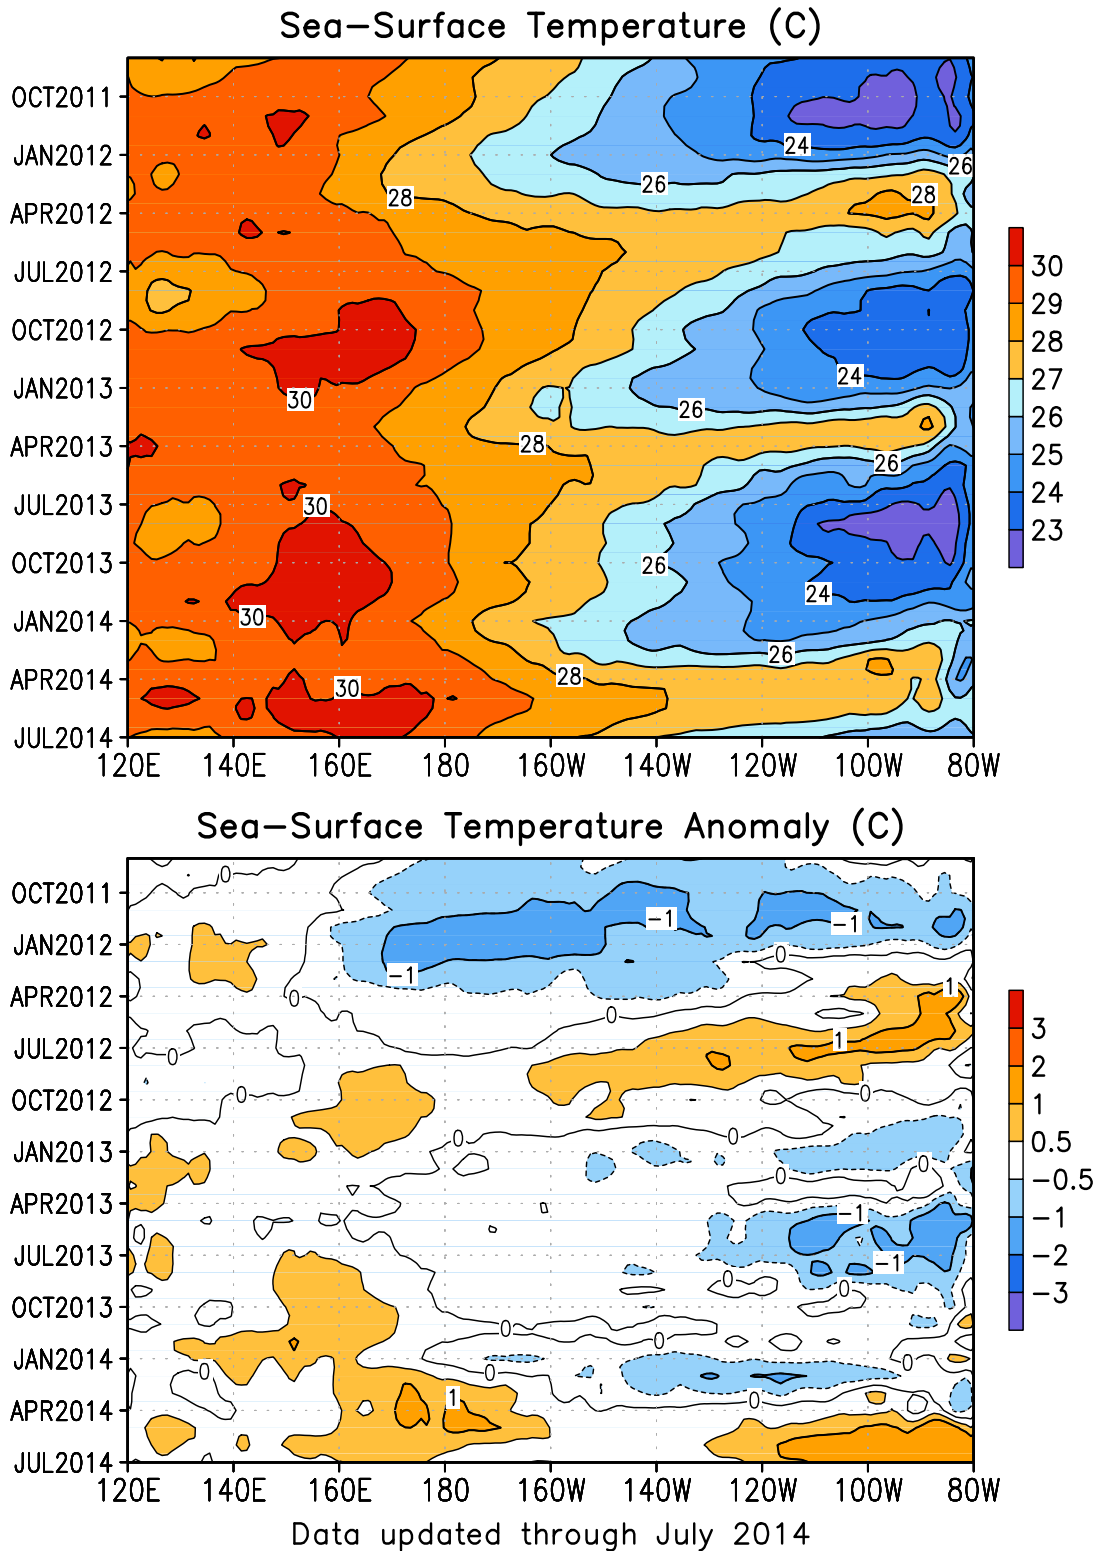 Sea-Surface Temperature (C)
OCT2011
JAN2012
APR2012
JUL2012
OCT2012
JAN2013
APR2013
JUL2013
OCT2013
JAN2014
APR2014
JUL2014
120E 140E 160E 180 160W 140W 120W 100W 80W
24
26
26
28
28
24
30
26
28
26
30
26
24
30
26
28
30
30
29
28
27
26
25
24
23
Sea-Surface Temperature Anomaly (C)
OCT2011
JAN2012
APR2012
JUL2012
OCT2012
JAN2013
APR2013
JUL2013
OCT2013
JAN2014
APR2014
JUL2014
120E 140E 160E 180 160W 140W 120W 100W 80W
0
-1
-1
0
-1
1
0
0
1
0
0
0
0
0
0
0
-1
-1
0
0
0
0
0
0
0
1
0
3
2
1
0.5
-0.5
-1
-2
-3
Data updated through July 2014